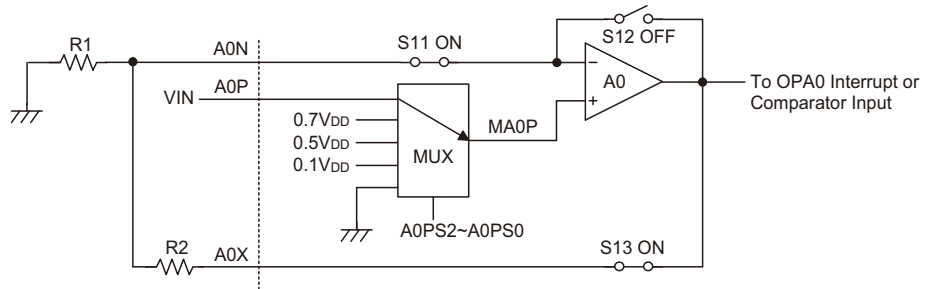 R1
A0N
S11 ON
S12 OFF
VIN
A0P
A0
−
+
To OPA0 Interrupt or
Comparator Input
0.7VDD
0.5VDD
0.1VDD
MUX
MA0P
A0PS2~A0PS0
R2
A0X
S13 ON